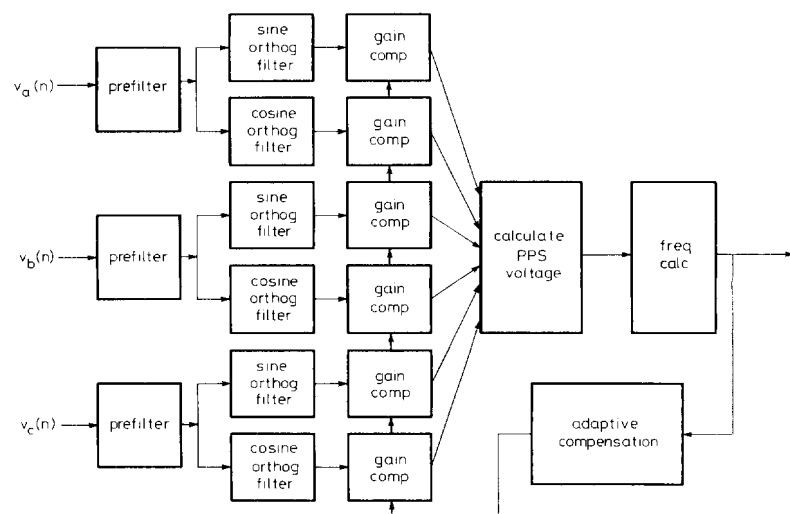 v_a(n)
prefilter
sine
orthog
filter
gain
comp
cosine
orthog
filter
gain
comp
v_b(n)
prefilter
sine
orthog
filter
gain
comp
cosine
orthog
filter
gain
comp
v_c(n)
prefilter
sine
orthog
filter
gain
comp
cosine
orthog
filter
gain
comp
calculate
PPS
voltage
freq
calc
adaptive
compensation